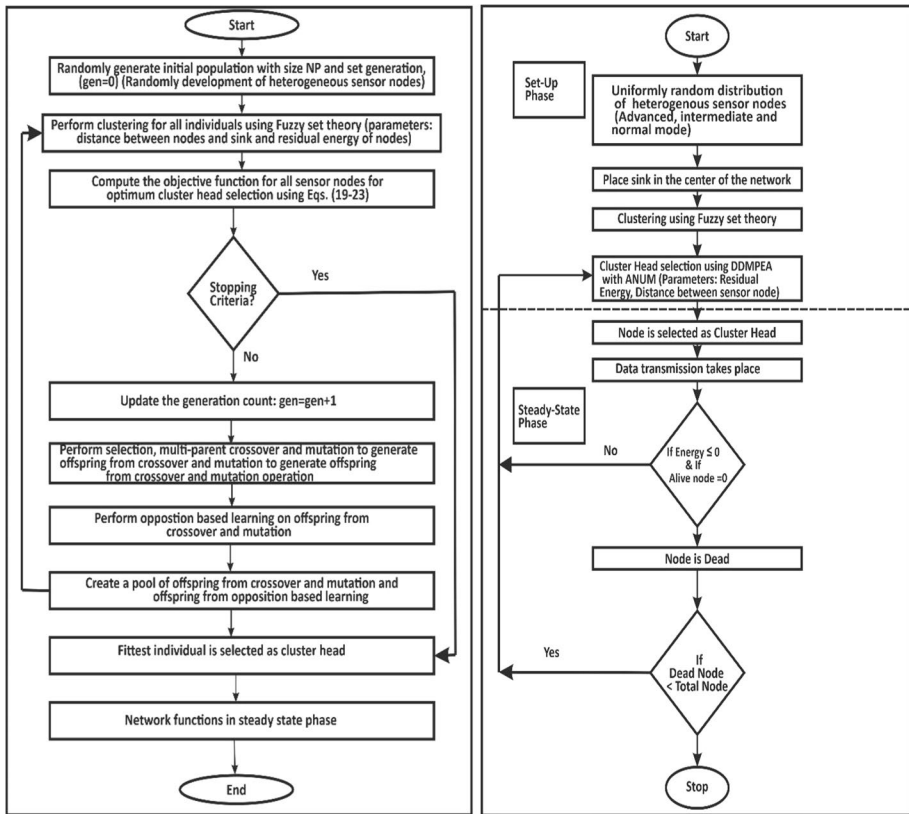 Start
Randomly generate initial population with size NP and set generation,
(gen=0) (Randomly development of heterogeneous sensor nodes)
Perform clustering for all individuals using Fuzzy set theory (parameters:
distance between nodes and sink and residual energy of nodes)
Compute the objective function for all sensor nodes for
optimum cluster head selection using Eqs. (19-23)
Stopping
Criteria?
Yes
No
Update the generation count: gen=gen+1
Perform selection, multi-parent crossover and mutation to generate
offspring from crossover and mutation to generate offspring
from crossover and mutation operation
Perform oppostion based learning on offspring from
crossover and mutation
Create a pool of offspring from crossover and mutation and
offspring from opposition based learning
Fittest individual is selected as cluster head
Network functions in steady state phase
End
Start
Set-Up
Phase
Uniformly random distribution
of heterogenous sensor nodes
(Advanced, intermediate and
normal mode)
Place sink in the center of the network
Clustering using Fuzzy set theory
Cluster Head selection using DDMPEA
with ANUM (Parameters: Residual
Energy, Distance between sensor node)
Node is selected as Cluster Head
Data transmission takes place
Steady-State
Phase
No
If Energy ≤ 0
& If
Alive node =0
Node is Dead
Yes
If
Dead Node
< Total Node
Stop